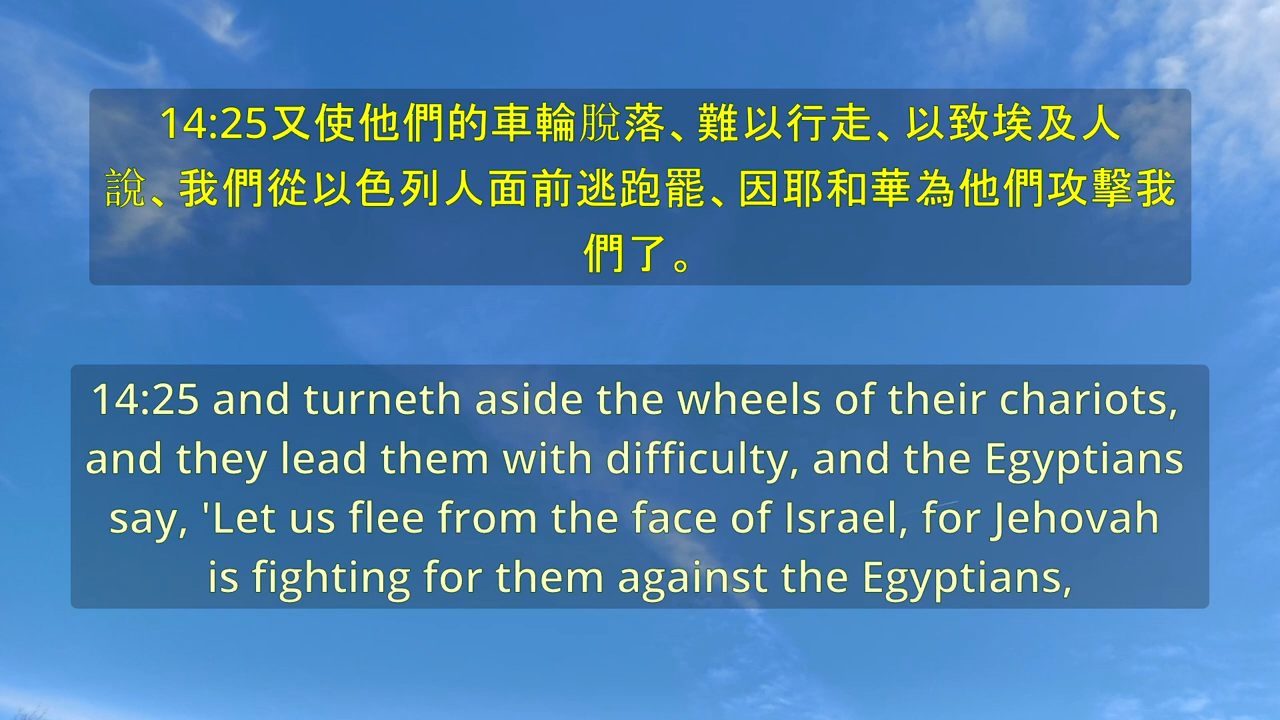 14:25又使他們的車輪脫落、難以行走、以致埃及人
說、我們從以色列人面前逃跑罷、因耶和華為他們攻擊我
們了。
14:25 and turneth aside the wheels of their chariots,
and they lead them with difficulty, and the Egyptians
say, 'Let us flee from the face of Israel, for Jehovah
is fighting for them against the Egyptians,